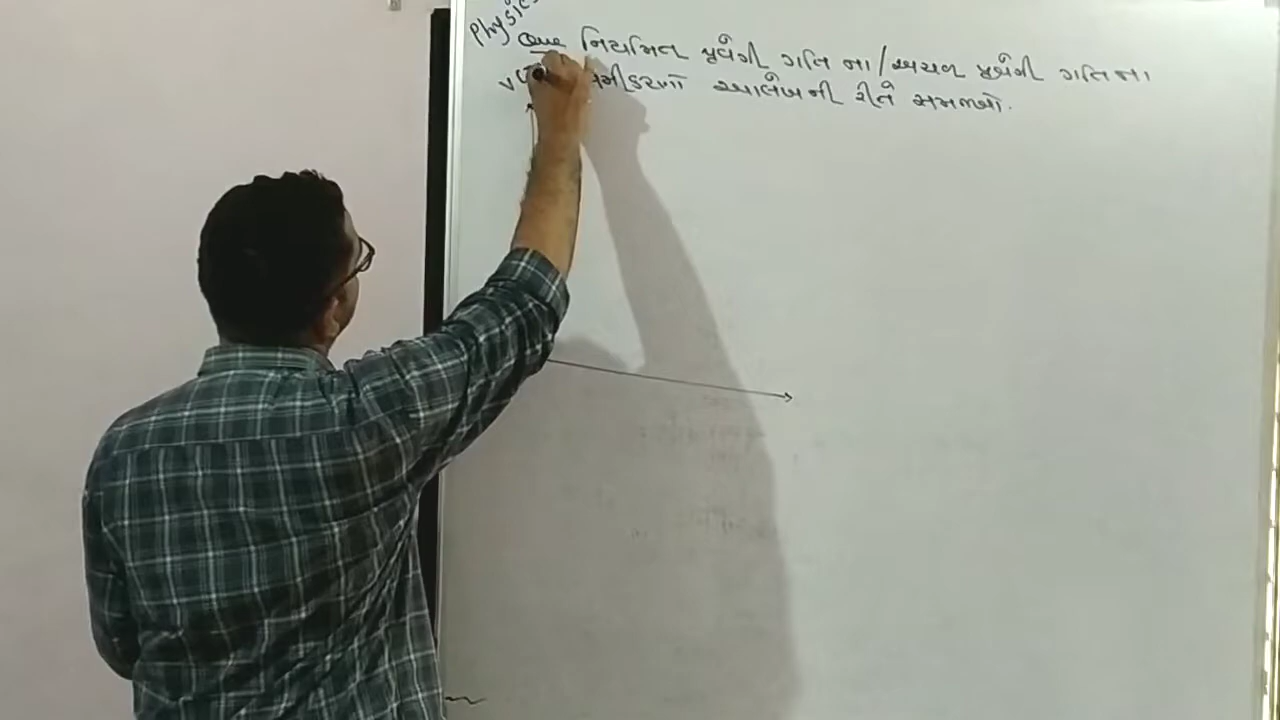 Physics
Que નિયમિત પ્રવેગી ગતિ ના/અચળ પ્રવેગી ગતિના
સમીકરણો આલેખની રીતે સમજાવો.
v